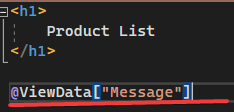 <h1>
Product List
</h1>
@ViewData["Message"]